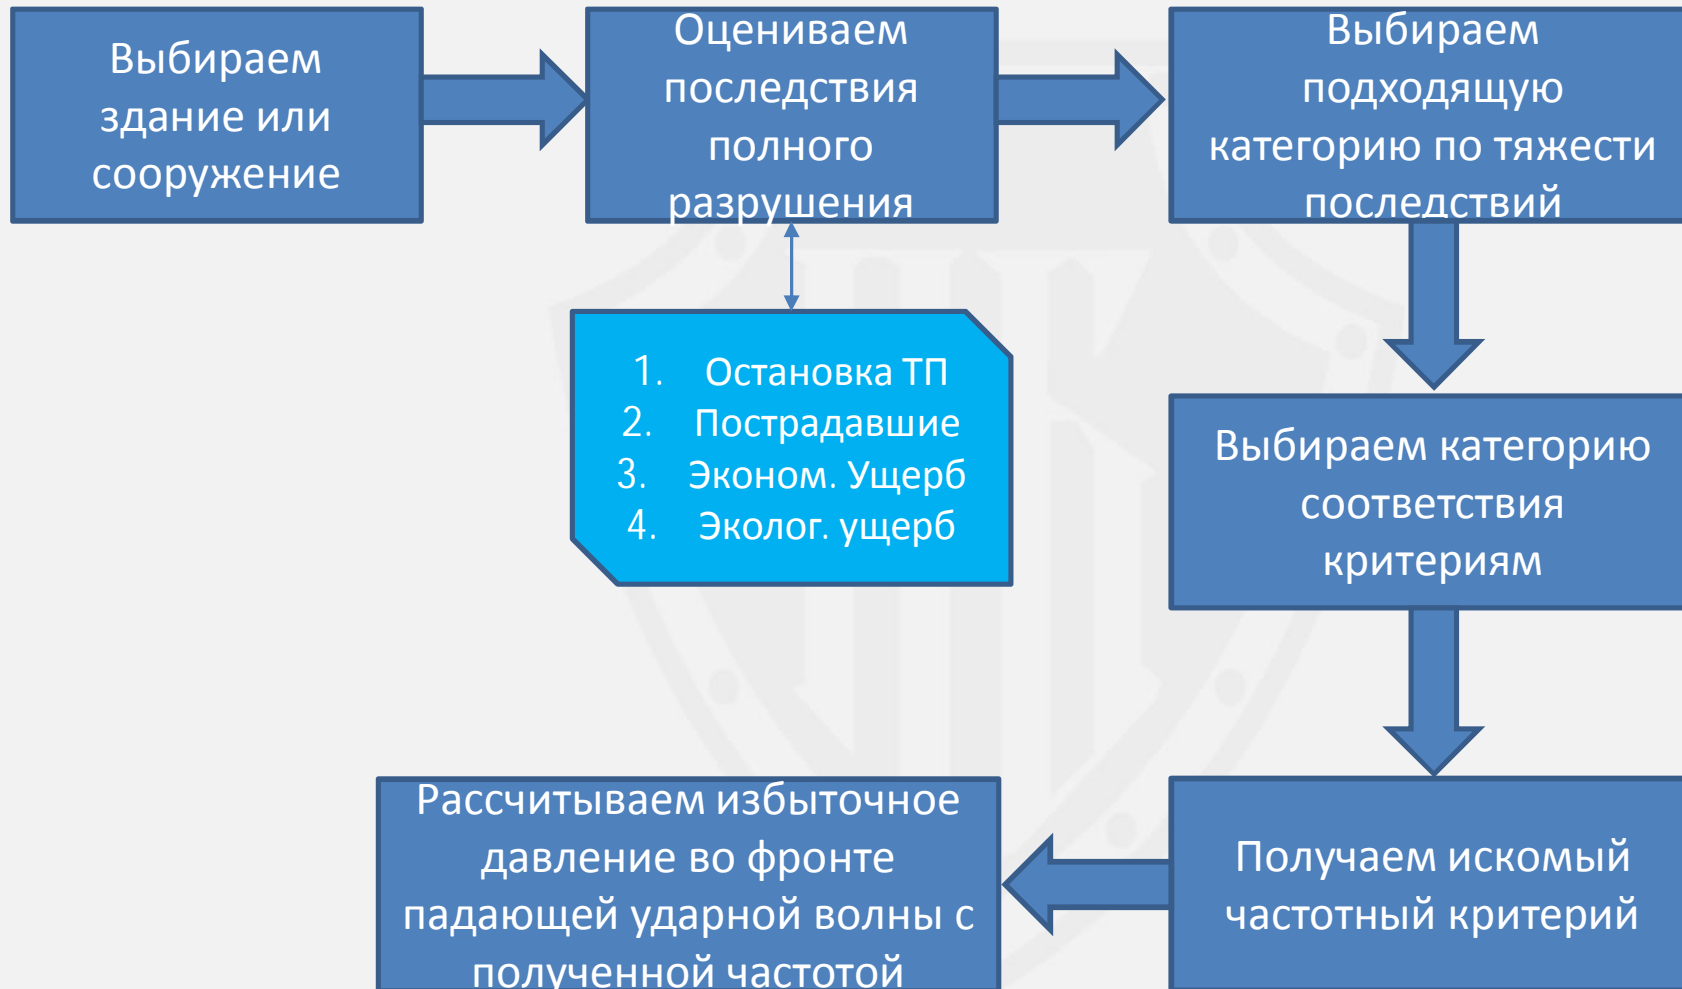 Выбираем
здание или
сооружение
Оцениваем
последствия
полного
разрушения
Выбираем
подходящую
категорию по тяжести
последствий
1. Остановка ТП
2. Пострадавшие
3. Эконом. Ущерб
4. Эколог. ущерб
Выбираем категорию
соответствия
критериям
Получаем искомый
частотный критерий
Рассчитываем избыточное
давление во фронте
падающей ударной волны с
полученной частотой